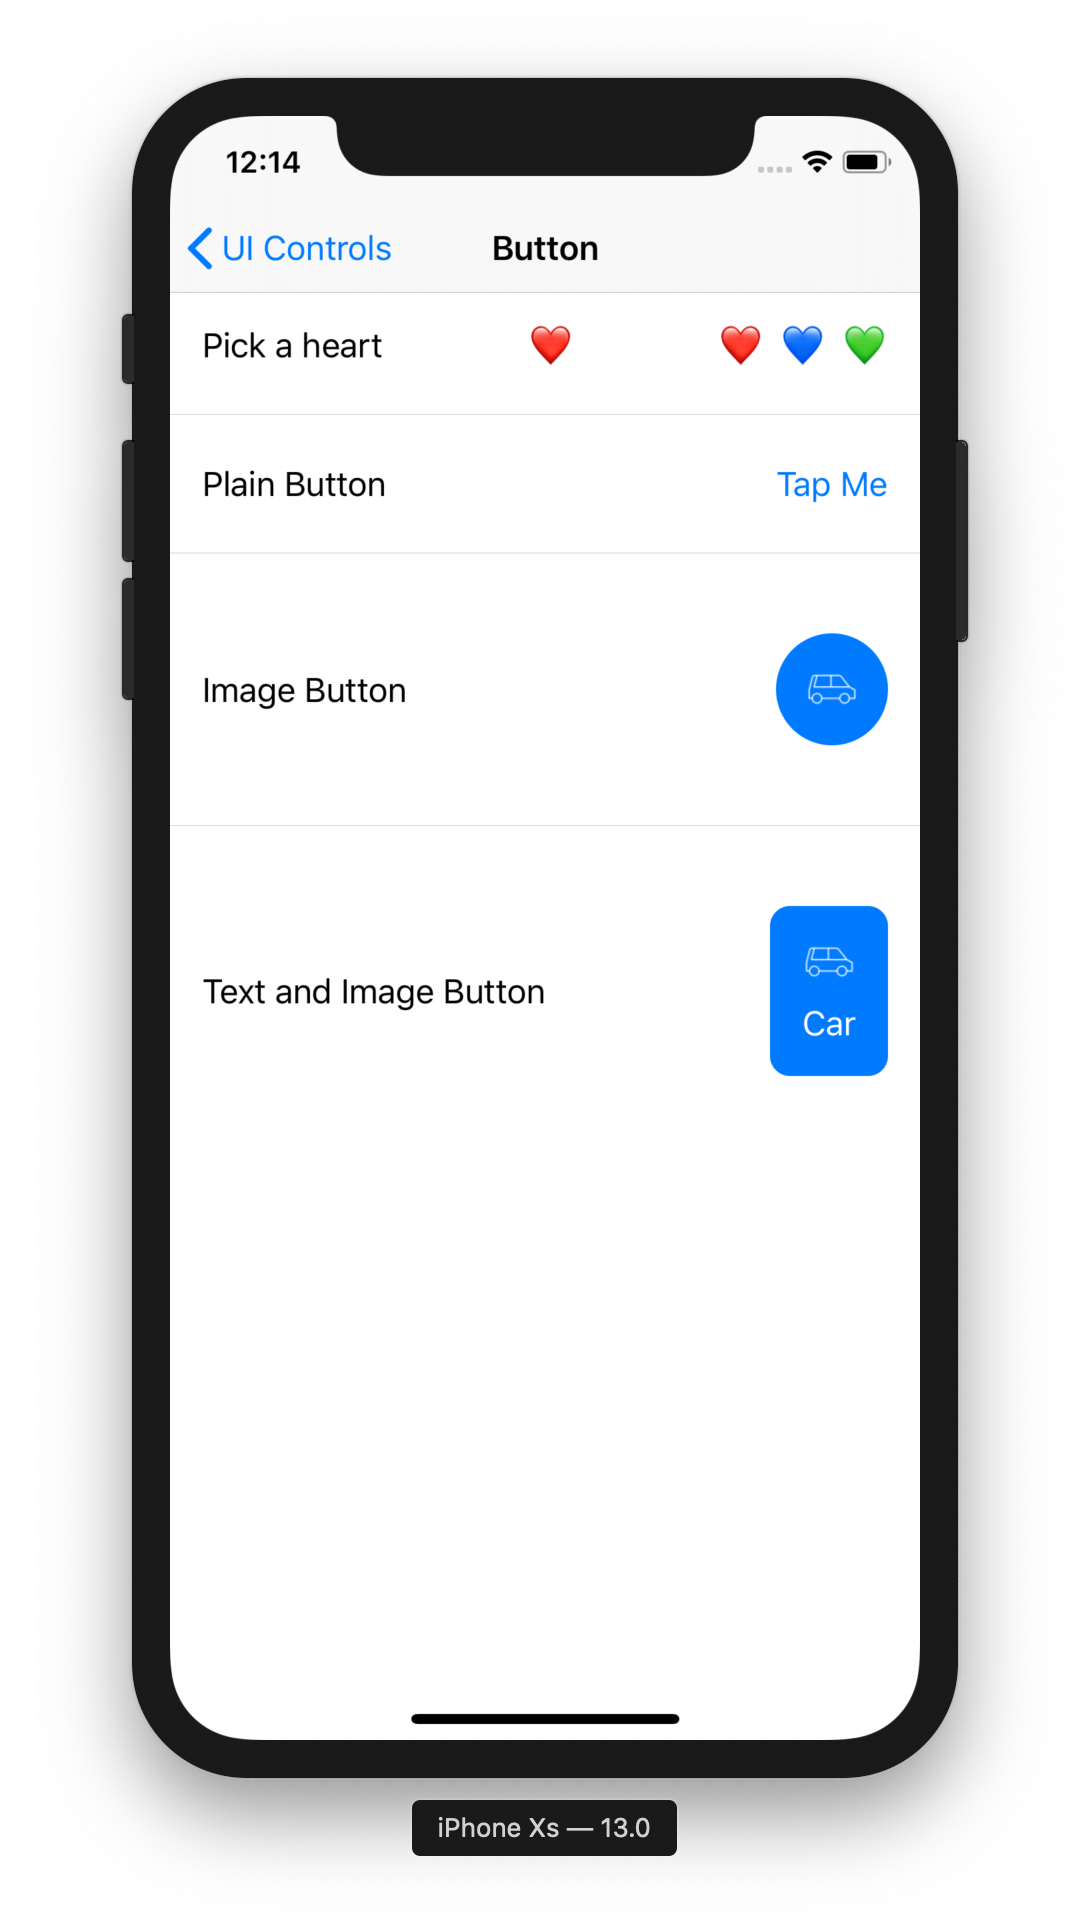 12:14
UI Controls
Button
Pick a heart ❤️ ❤️ 💙 💚
Plain Button
Tap Me
Image Button
Text and Image Button
Car
iPhone Xs — 13.0